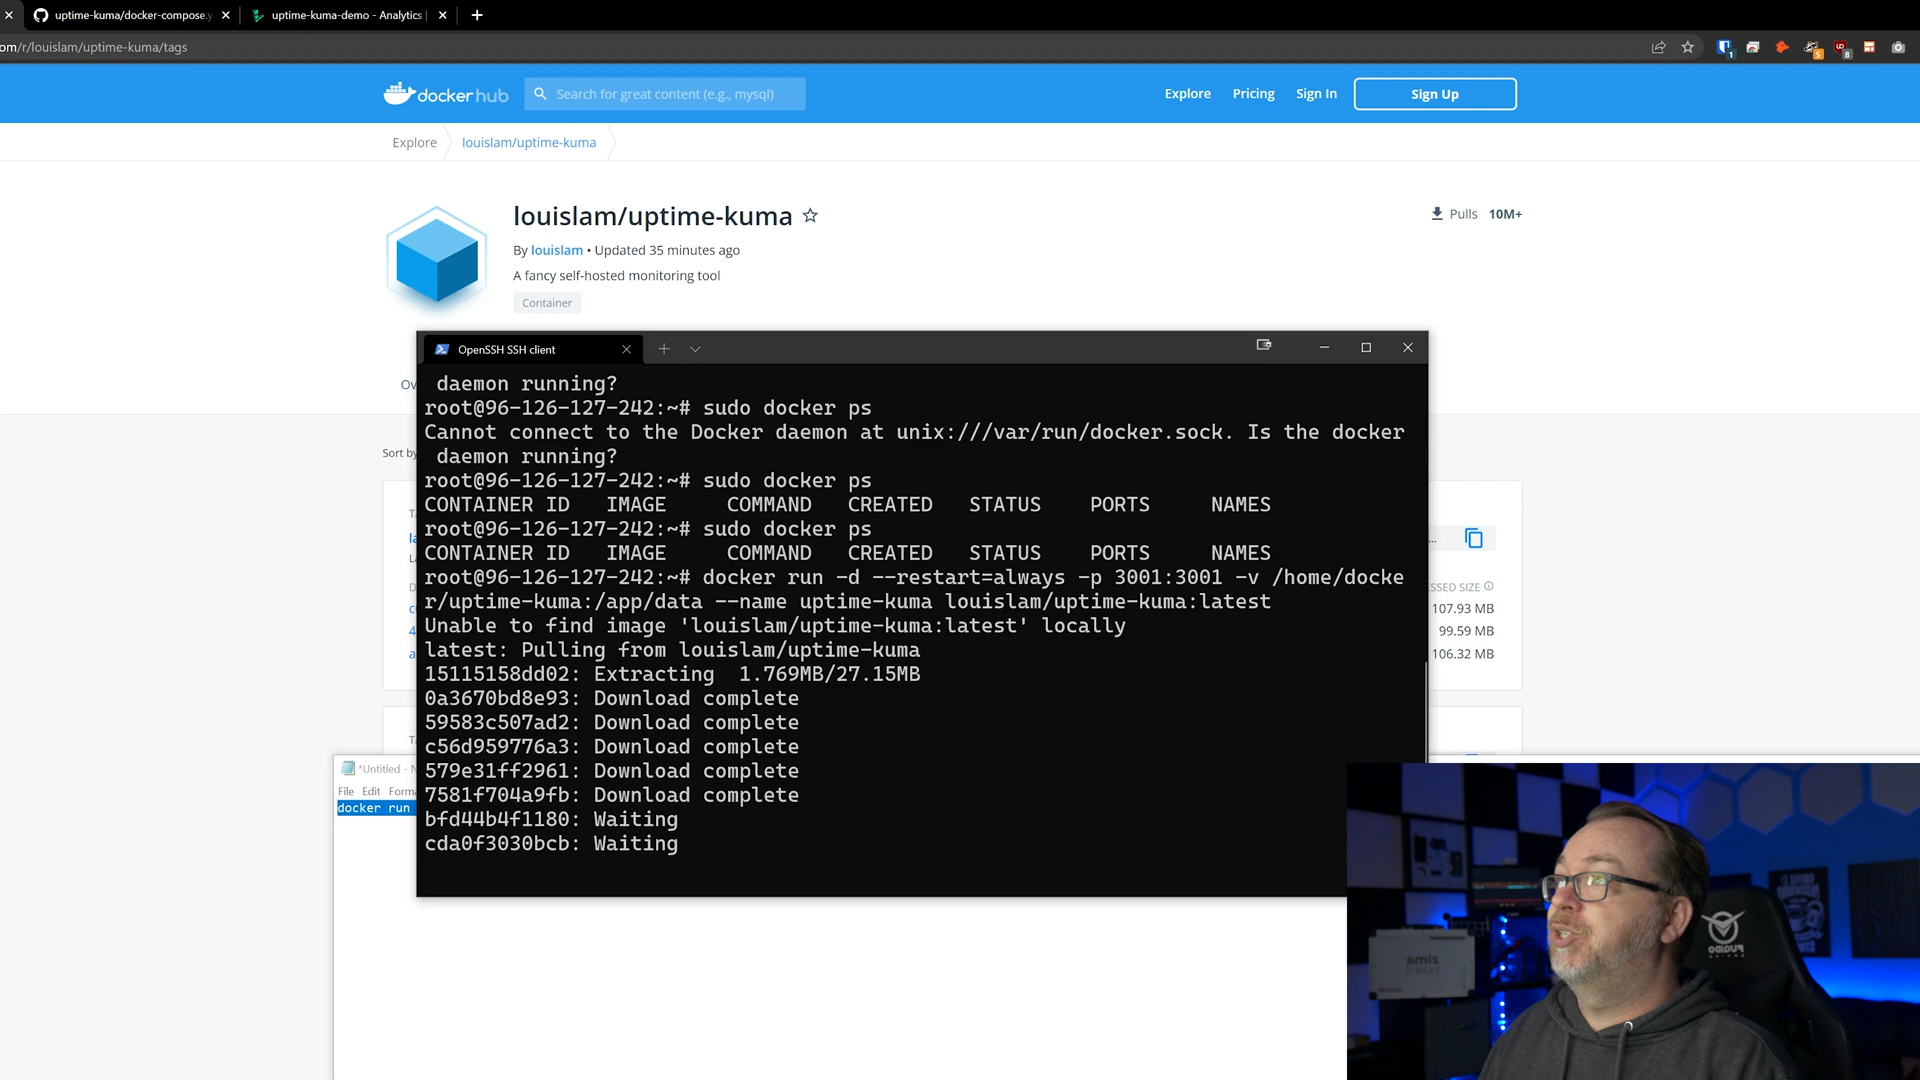 uptime-kuma/docker-compose.y
uptime-kuma-demo - Analytics |
om/r/louislam/uptime-kuma/tags
dockerhub
Search for great content (e.g., mysql)
Explore
Pricing
Sign In
Sign Up
Explore
louislam/uptime-kuma
louislam/uptime-kuma
Pulls 10M+
By louislam • Updated 35 minutes ago
A fancy self-hosted monitoring tool
Container
OpenSSH SSH client
Ov
Sort by
daemon running?
root@96-126-127-242:~# sudo docker ps
Cannot connect to the Docker daemon at unix:///var/run/docker.sock. Is the docker
daemon running?
root@96-126-127-242:~# sudo docker ps
CONTAINER ID IMAGE COMMAND CREATED STATUS PORTS NAMES
root@96-126-127-242:~# sudo docker ps
CONTAINER ID IMAGE COMMAND CREATED STATUS PORTS NAMES
root@96-126-127-242:~# docker run -d --restart=always -p 3001:3001 -v /home/docke
r/uptime-kuma:/app/data --name uptime-kuma louislam/uptime-kuma:latest
Unable to find image 'louislam/uptime-kuma:latest' locally
latest: Pulling from louislam/uptime-kuma
15115158dd02: Extracting 1.769MB/27.15MB
0a3670bd8e93: Download complete
59583c507ad2: Download complete
c56d959776a3: Download complete
579e31ff2961: Download complete
7581f704a9fb: Download complete
bfd44b4f1180: Waiting
cda0f3030bcb: Waiting
...
ESSED SIZE
107.93 MB
99.59 MB
106.32 MB
*Untitled - N
File Edit Forma
docker run
zima
board